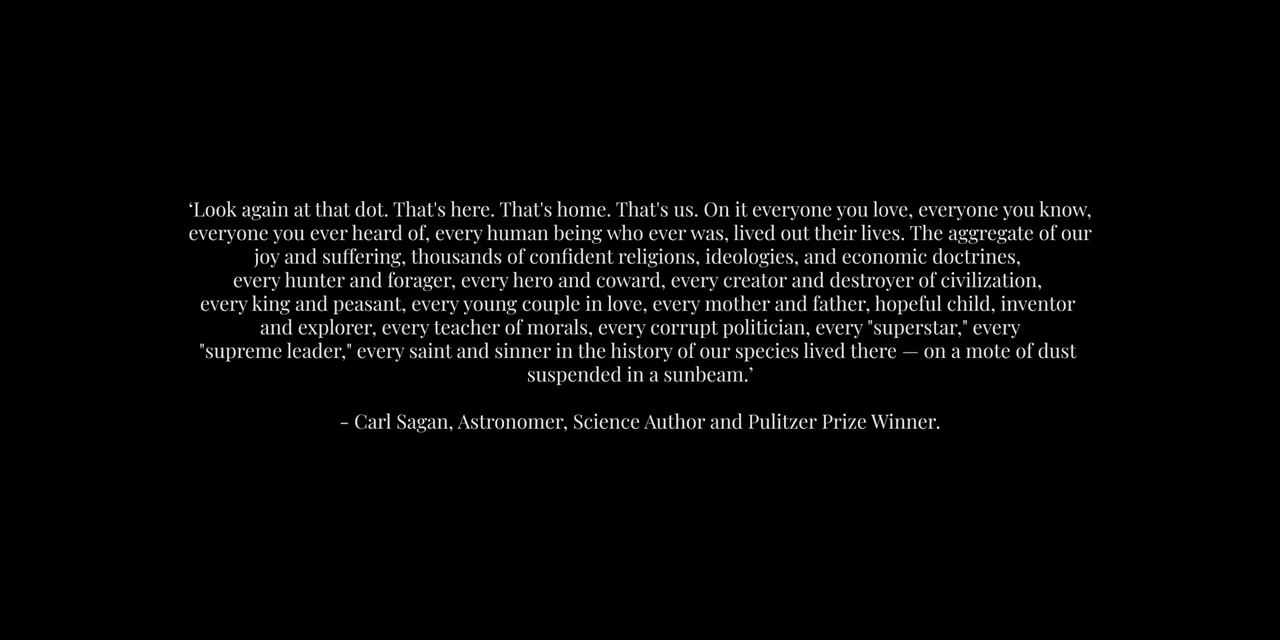 ‘Look again at that dot. That's here. That's home. That's us. On it everyone you love, everyone you know,
everyone you ever heard of, every human being who ever was, lived out their lives. The aggregate of our
joy and suffering, thousands of confident religions, ideologies, and economic doctrines,
every hunter and forager, every hero and coward, every creator and destroyer of civilization,
every king and peasant, every young couple in love, every mother and father, hopeful child, inventor
and explorer, every teacher of morals, every corrupt politician, every "superstar," every
"supreme leader," every saint and sinner in the history of our species lived there — on a mote of dust
suspended in a sunbeam.’
- Carl Sagan, Astronomer, Science Author and Pulitzer Prize Winner.